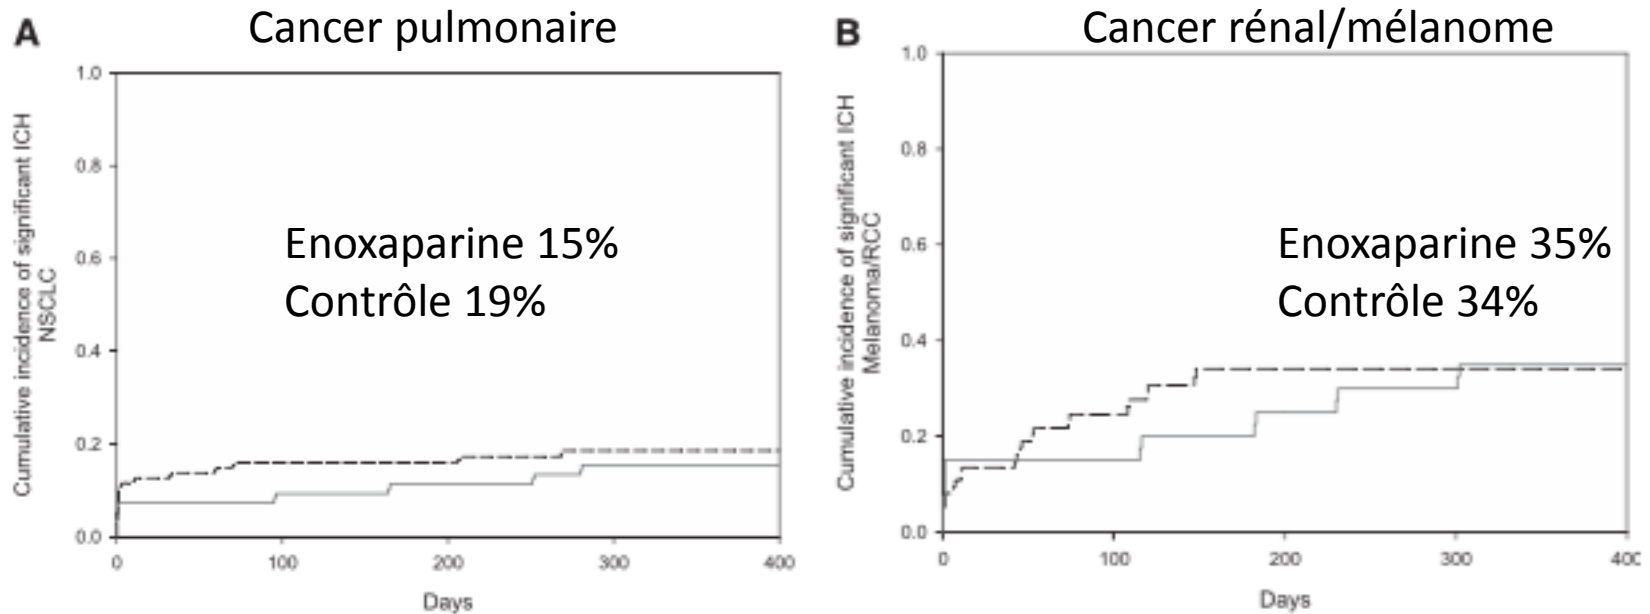 A
Cancer pulmonaire
Cumulative incidence of significant ICH
NSCLC
1.0
0.8
0.6
0.4
0.2
0.0
Enoxaparine 15%
Contrôle 19%
0 100 200 300 400
Days
B
Cancer rénal/mélanome
Cumulative incidence of significant ICH
Melanoma/RCC
1.0
0.8
0.6
0.4
0.2
0.0
Enoxaparine 35%
Contrôle 34%
0 100 200 300 400
Days